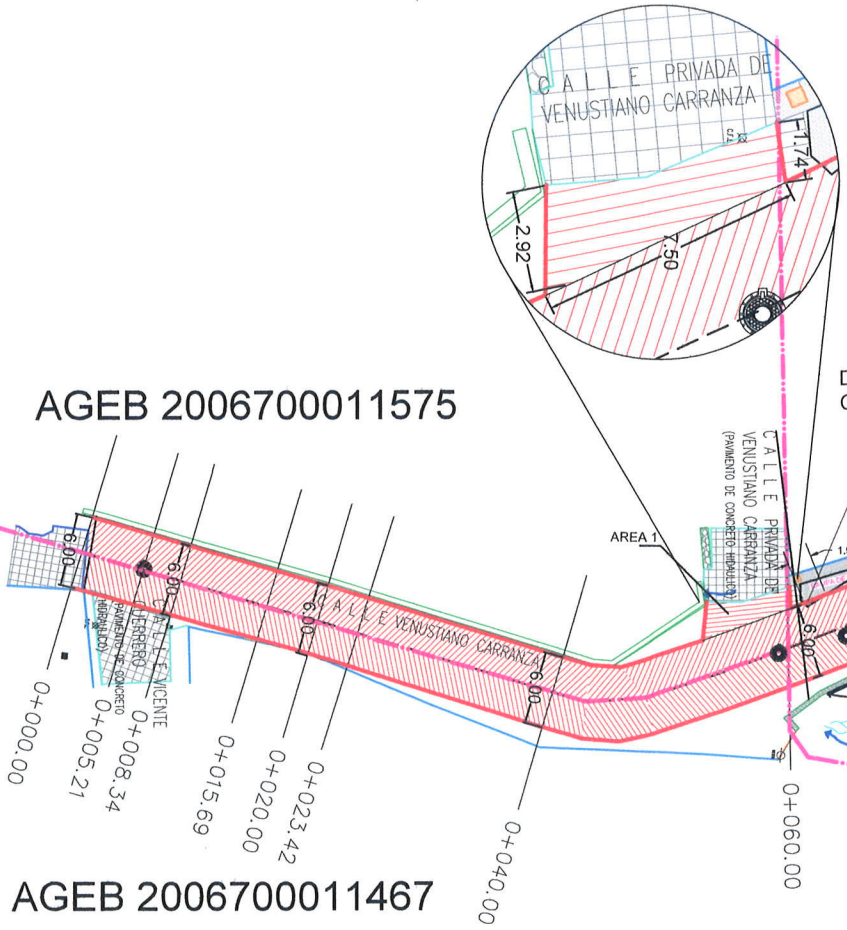 CALLE PRIVADA DE
VENUSTIANO CARRANZA
1.74
2.92
7.50
AGEB 2006700011575
CALLE PRIVADA DE
VENUSTIANO CARRANZA
(PAVIMENTO DE CONCRETO HIDAULICO)
AREA 1
6.00
6.00
6.00
6.00
6.00
CALLE VENUSTIANO CARRANZA
CALLE VICENTE
GUERRERO
(PAVIMENTO DE CONCRETO
HIDRAULICO)
0+000.00
0+005.21
0+008.34
0+015.69
0+020.00
0+023.42
0+040.00
0+060.00
AGEB 2006700011467